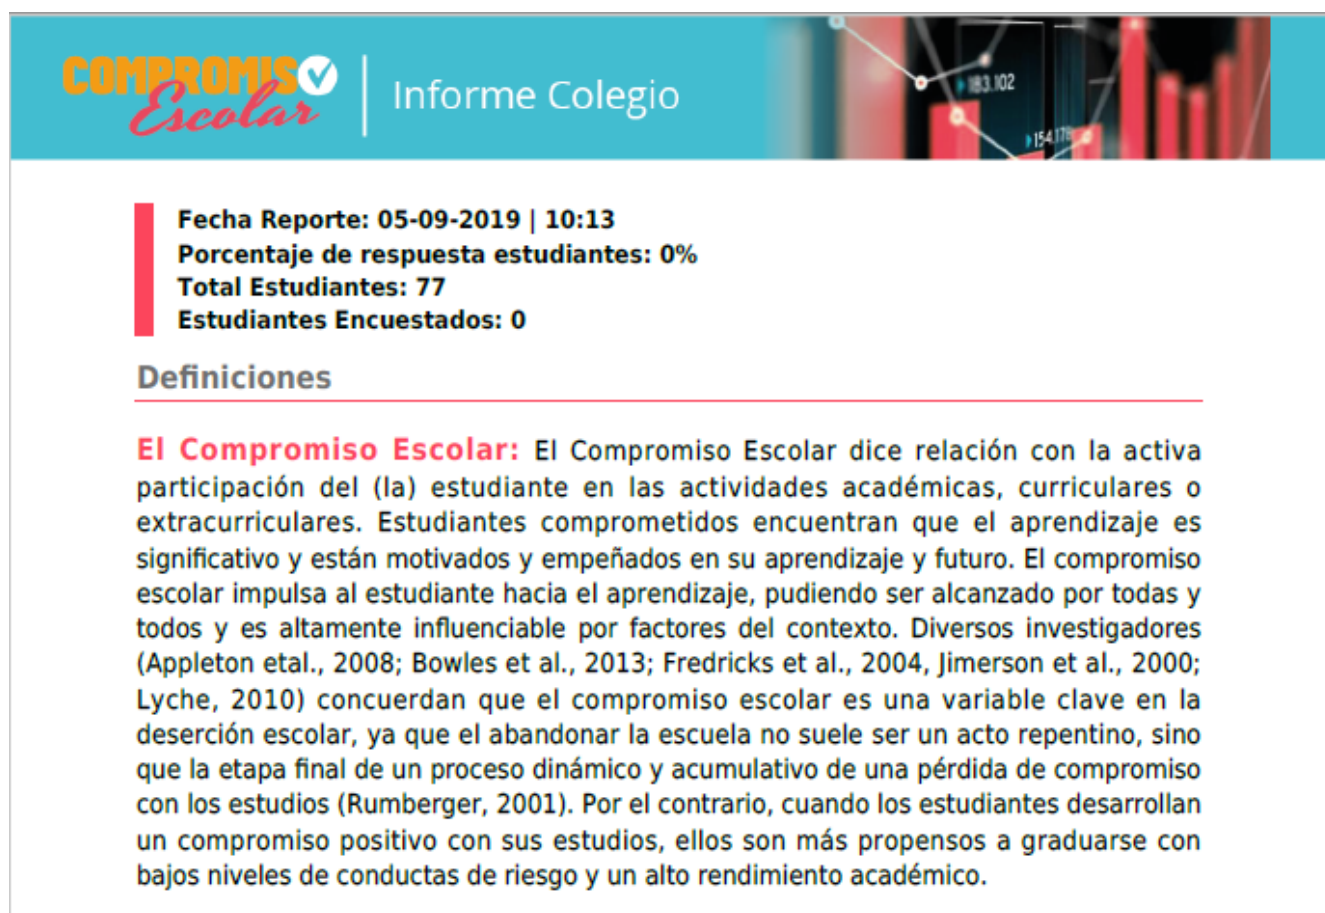 COMPROMISO
Escolar
Informe Colegio
183.102
154.178
Fecha Reporte: 05-09-2019 | 10:13
Porcentaje de respuesta estudiantes: 0%
Total Estudiantes: 77
Estudiantes Encuestados: 0
Definiciones
El Compromiso Escolar: El Compromiso Escolar dice relación con la activa
participación del (la) estudiante en las actividades académicas, curriculares o
extracurriculares. Estudiantes comprometidos encuentran que el aprendizaje es
significativo y están motivados y empeñados en su aprendizaje y futuro. El compromiso
escolar impulsa al estudiante hacia el aprendizaje, pudiendo ser alcanzado por todas y
todos y es altamente influenciable por factores del contexto. Diversos investigadores
(Appleton etal., 2008; Bowles et al., 2013; Fredricks et al., 2004, Jimerson et al., 2000;
Lyche, 2010) concuerdan que el compromiso escolar es una variable clave en la
deserción escolar, ya que el abandonar la escuela no suele ser un acto repentino, sino
que la etapa final de un proceso dinámico y acumulativo de una pérdida de compromiso
con los estudios (Rumberger, 2001). Por el contrario, cuando los estudiantes desarrollan
un compromiso positivo con sus estudios, ellos son más propensos a graduarse con
bajos niveles de conductas de riesgo y un alto rendimiento académico.